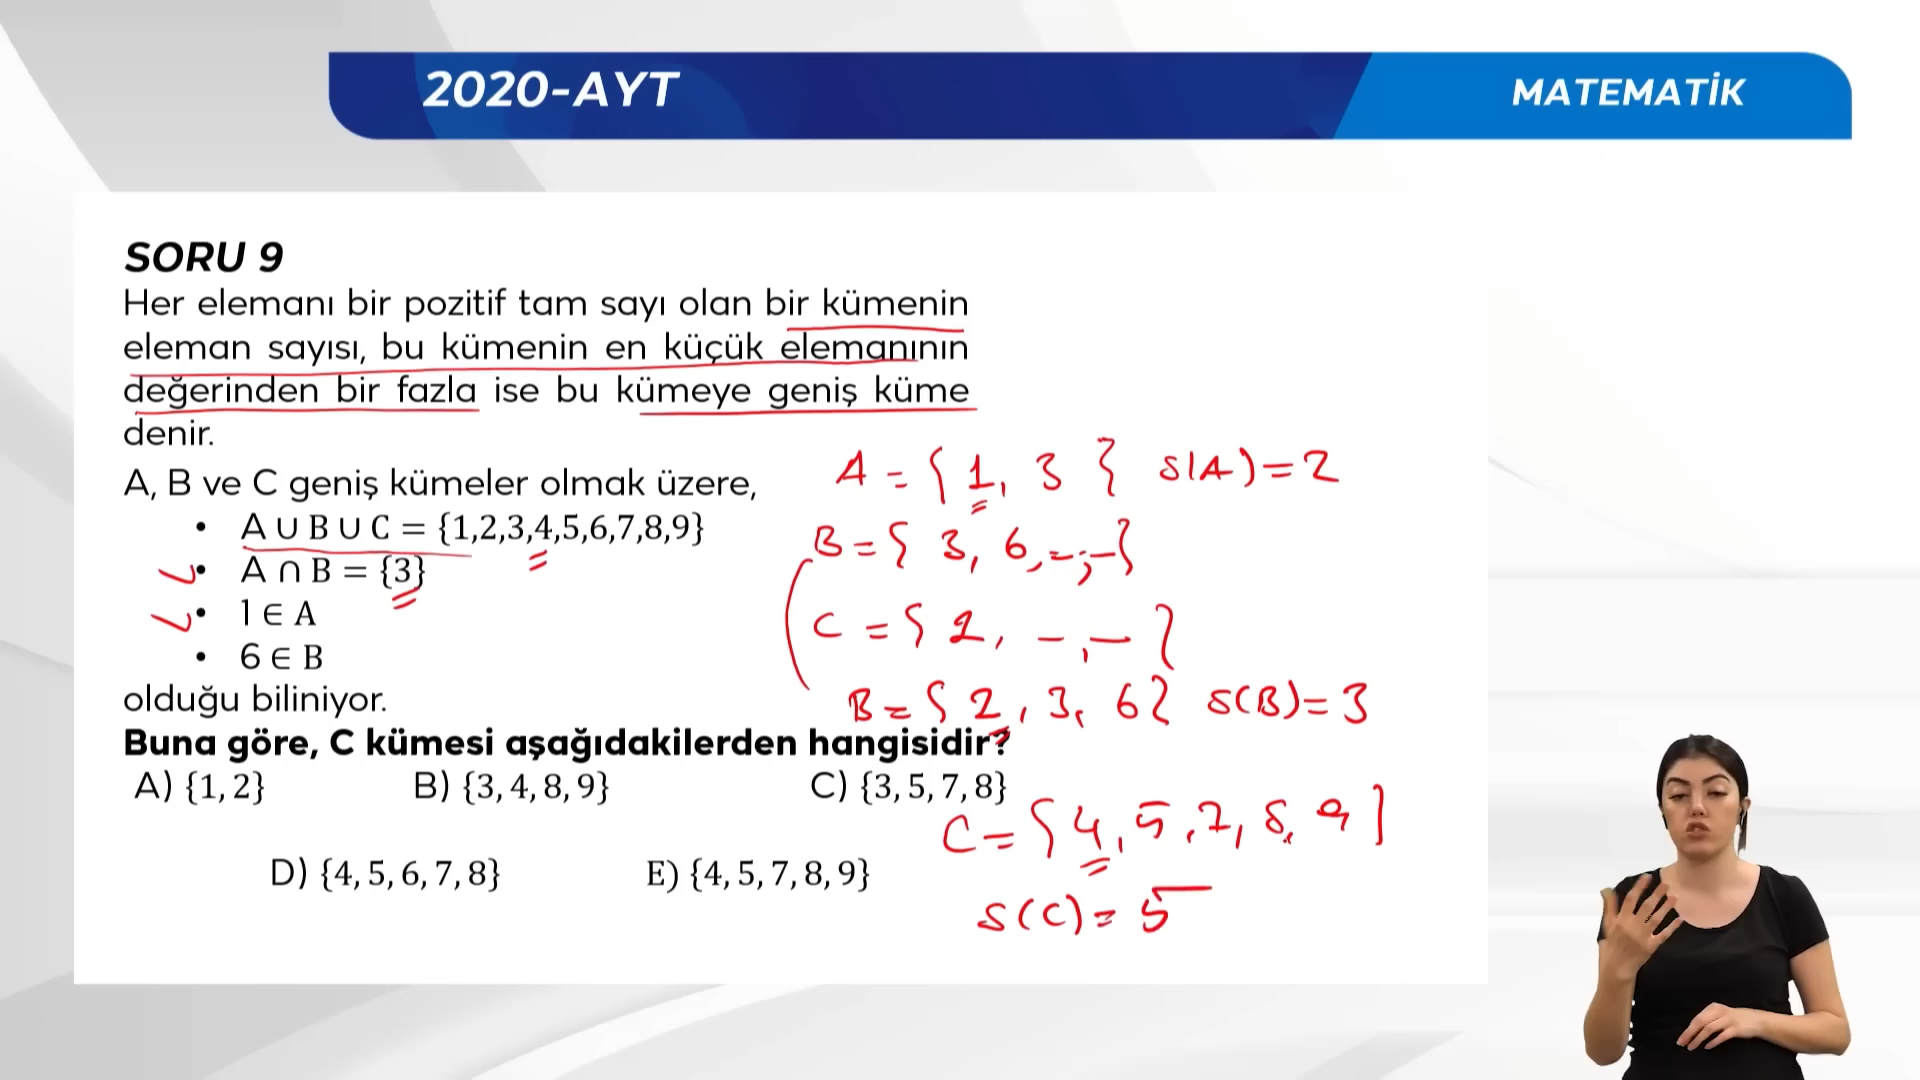 2020-AYT
MATEMATİK
SORU 9
Her elemanı bir pozitif tam sayı olan bir kümenin
eleman sayısı, bu kümenin en küçük elemanının
değerinden bir fazla ise bu kümeye geniş küme
denir.
A, B ve C geniş kümeler olmak üzere,
• A ∪ B ∪ C = {1,2,3,4,5,6,7,8,9}
• A ∩ B = {3}
• 1 ∈ A
• 6 ∈ B
olduğu biliniyor.
Buna göre, C kümesi aşağıdakilerden hangisidir?
A) {1, 2} B) {3, 4, 8, 9} C) {3, 5, 7, 8}
D) {4, 5, 6, 7, 8} E) {4, 5, 7, 8, 9}
A = { 1, 3 } s(A) = 2
B = { 3, 6, -, - }
C = { 2, -, - }
B = { 2, 3, 6 } s(B) = 3
C = { 4, 5, 7, 8, 9 }
s(C) = 5